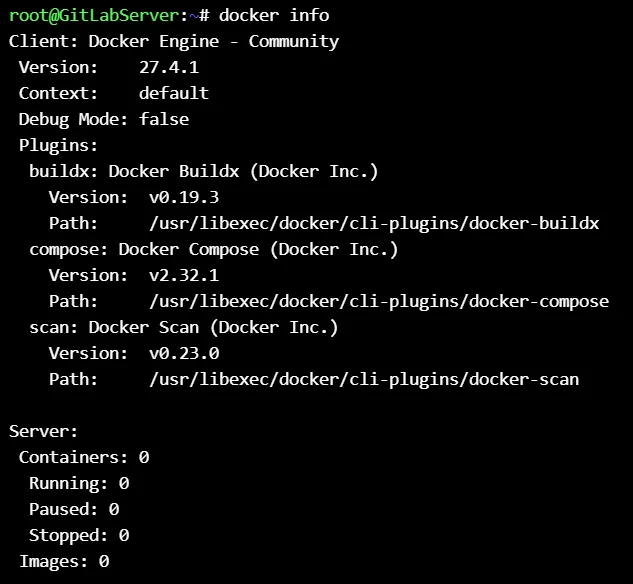 root@GitLabServer:~# docker info
Client: Docker Engine - Community
 Version:    27.4.1
 Context:    default
 Debug Mode: false
 Plugins:
  buildx: Docker Buildx (Docker Inc.)
    Version:  v0.19.3
    Path:     /usr/libexec/docker/cli-plugins/docker-buildx
  compose: Docker Compose (Docker Inc.)
    Version:  v2.32.1
    Path:     /usr/libexec/docker/cli-plugins/docker-compose
  scan: Docker Scan (Docker Inc.)
    Version:  v0.23.0
    Path:     /usr/libexec/docker/cli-plugins/docker-scan

Server:
 Containers: 0
  Running: 0
  Paused: 0
  Stopped: 0
 Images: 0